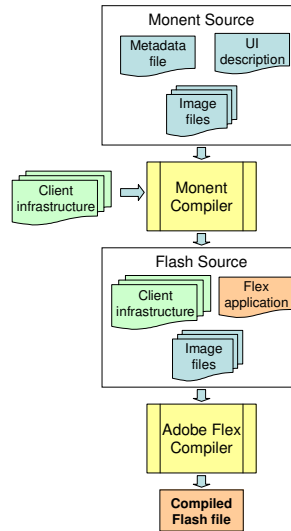 Monent Source
Metadata
file
UI
description
Image
files
Client
infrastructure
Monent
Compiler
Flash Source
Client
infrastructure
Flex
application
Image
files
Adobe Flex
Compiler
Compiled
Flash file